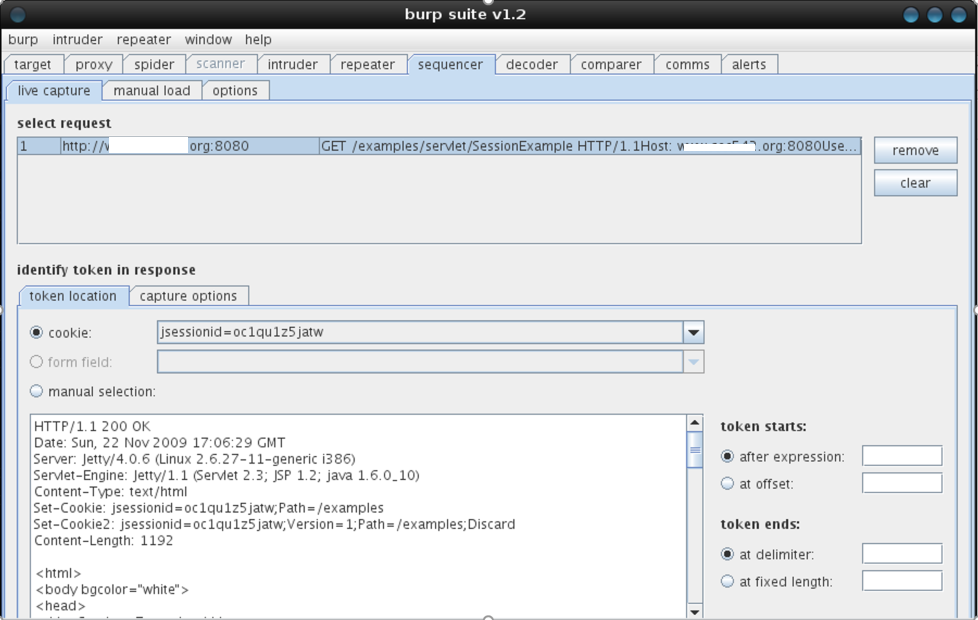 burp suite v1.2
burp intruder repeater window help
target proxy spider scanner intruder repeater sequencer decoder comparer comms alerts
live capture manual load options
select request
1 http:// org:8080 GET /examples/servlet/SessionExample HTTP/1.1Host: .org:8080Use...
remove
clear
identify token in response
token location capture options
cookie: jsessionid=oc1qu1z5jatw
form field:
manual selection:
HTTP/1.1 200 OK
Date: Sun, 22 Nov 2009 17:06:29 GMT
Server: Jetty/4.0.6 (Linux 2.6.27-11-generic i386)
Servlet-Engine: Jetty/1.1 (Servlet 2.3; JSP 1.2; java 1.6.0_10)
Content-Type: text/html
Set-Cookie: jsessionid=oc1qu1z5jatw;Path=/examples
Set-Cookie2: jsessionid=oc1qu1z5jatw;Version=1;Path=/examples;Discard
Content-Length: 1192
<html>
<body bgcolor="white">
<head>
token starts:
after expression:
at offset:
token ends:
at delimiter:
at fixed length: